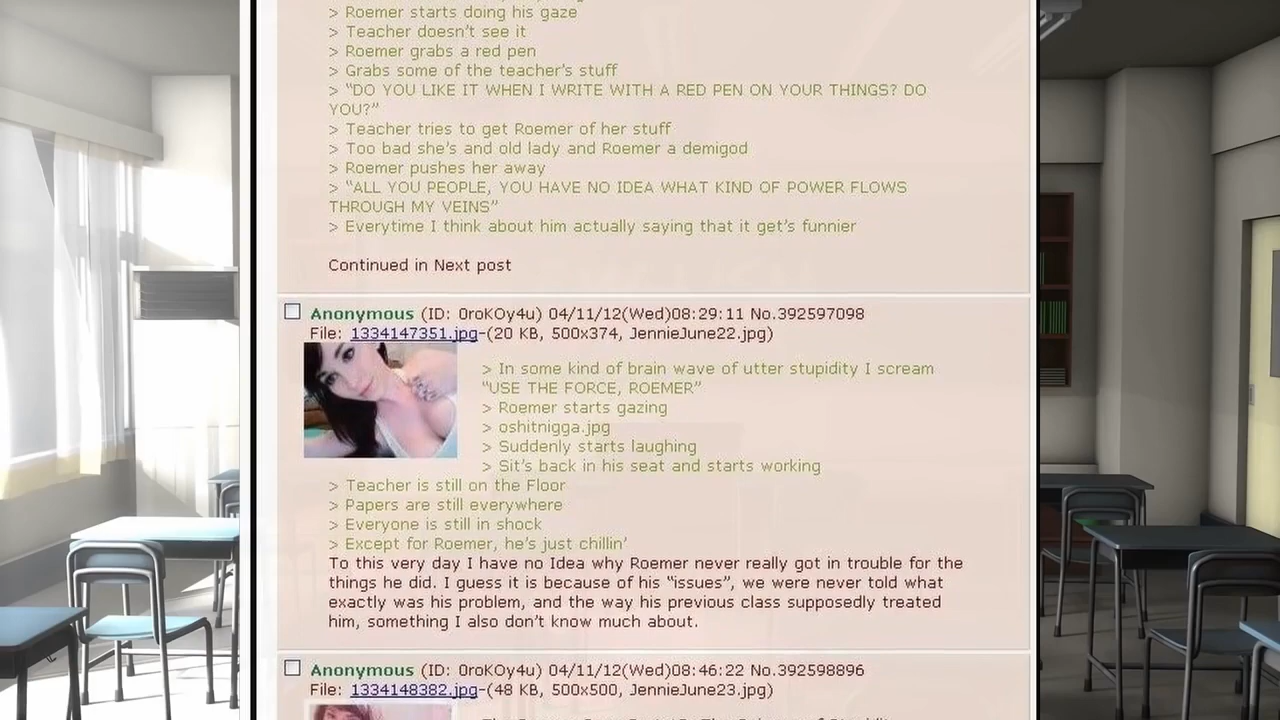 > Roemer starts doing his gaze
> Teacher doesn't see it
> Roemer grabs a red pen
> Grabs some of the teacher's stuff
> "DO YOU LIKE IT WHEN I WRITE WITH A RED PEN ON YOUR THINGS? DO
YOU?"
> Teacher tries to get Roemer of her stuff
> Too bad she's and old lady and Roemer a demigod
> Roemer pushes her away
> "ALL YOU PEOPLE, YOU HAVE NO IDEA WHAT KIND OF POWER FLOWS
THROUGH MY VEINS"
> Everytime I think about him actually saying that it get's funnier
Continued in Next post
Anonymous (ID: 0roKOy4u) 04/11/12(Wed)08:29:11 No.392597098
File: 1334147351.jpg-(20 KB, 500x374, JennieJune22.jpg)
> In some kind of brain wave of utter stupidity I scream
"USE THE FORCE, ROEMER"
> Roemer starts gazing
> oshitnigga.jpg
> Suddenly starts laughing
> Sit's back in his seat and starts working
> Teacher is still on the Floor
> Papers are still everywhere
> Everyone is still in shock
> Except for Roemer, he's just chillin'
To this very day I have no Idea why Roemer never really got in trouble for the
things he did. I guess it is because of his "issues", we were never told what
exactly was his problem, and the way his previous class supposedly treated
him, something I also don't know much about.
Anonymous (ID: 0roKOy4u) 04/11/12(Wed)08:46:22 No.392598896
File: 1334148382.jpg-(48 KB, 500x500, JennieJune23.jpg)